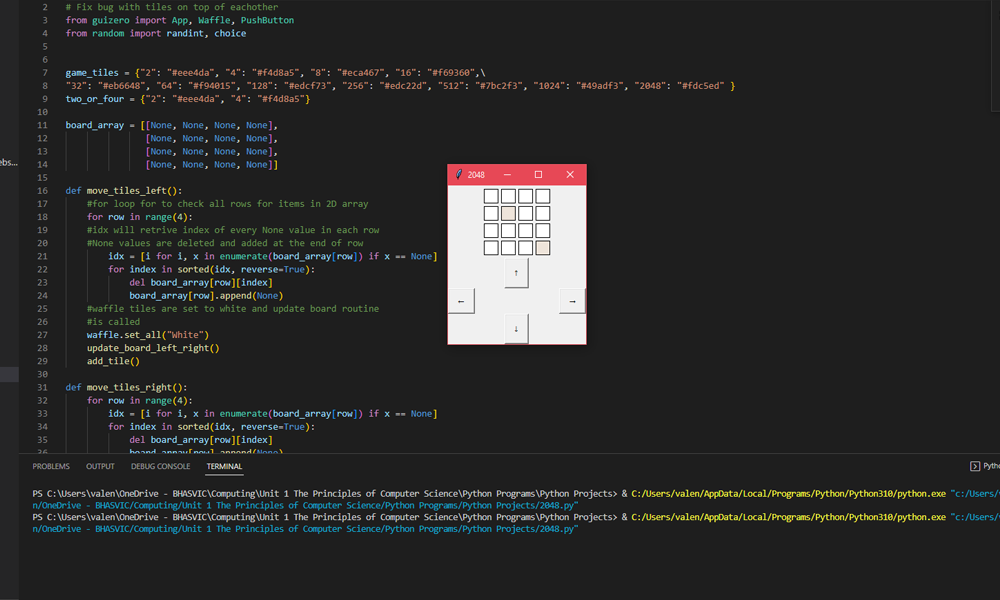 2 # Fix bug with tiles on top of eachother
3 from guizero import App, Waffle, PushButton
4 from random import randint, choice
5
6
7 game_tiles = {"2": "#eee4da", "4": "#f4d8a5", "8": "#eca467", "16": "#f69360",\
8 "32": "#eb6648", "64": "#f94015", "128": "#edcf73", "256": "#edc22d", "512": "#7bc2f3", "1024": "#49adf3", "2048": "#fdc5ed" }
9 two_or_four = {"2": "#eee4da", "4": "#f4d8a5"}
10
11 board_array = [[None, None, None, None],
12 [None, None, None, None],
ebs...
13 [None, None, None, None],
14 [None, None, None, None]]
15
2048
16 def move_tiles_left():
17 #for loop for to check all rows for items in 2D array
18 for row in range(4):
19 #idx will retrive index of every None value in each row
20 #None values are deleted and added at the end of row
21 idx = [i for i, x in enumerate(board_array[row]) if x == None]
22 for index in sorted(idx, reverse=True):
23 del board_array[row][index]
24 board_array[row].append(None)
25 #waffle tiles are set to white and update board routine
26 #is called
27 waffle.set_all("White")
28 update_board_left_right()
29 add_tile()
30
31 def move_tiles_right():
32 for row in range(4):
33 idx = [i for i, x in enumerate(board_array[row]) if x == None]
34 for index in sorted(idx, reverse=True):
35 del board_array[row][index]
board_array[row].append(None)
↑
← →
↓
PROBLEMS OUTPUT DEBUG CONSOLE TERMINAL Pytho
PS C:\Users\valen\OneDrive - BHASVIC\Computing\Unit 1 The Principles of Computer Science\Python Programs\Python Projects> & C:/Users/valen/AppData/Local/Programs/Python/Python310/python.exe "c:/Users/
n/OneDrive - BHASVIC/Computing/Unit 1 The Principles of Computer Science/Python Programs/Python Projects/2048.py"
PS C:\Users\valen\OneDrive - BHASVIC\Computing\Unit 1 The Principles of Computer Science\Python Programs\Python Projects> & C:/Users/valen/AppData/Local/Programs/Python/Python310/python.exe "c:/Users/
n/OneDrive - BHASVIC/Computing/Unit 1 The Principles of Computer Science/Python Programs/Python Projects/2048.py"